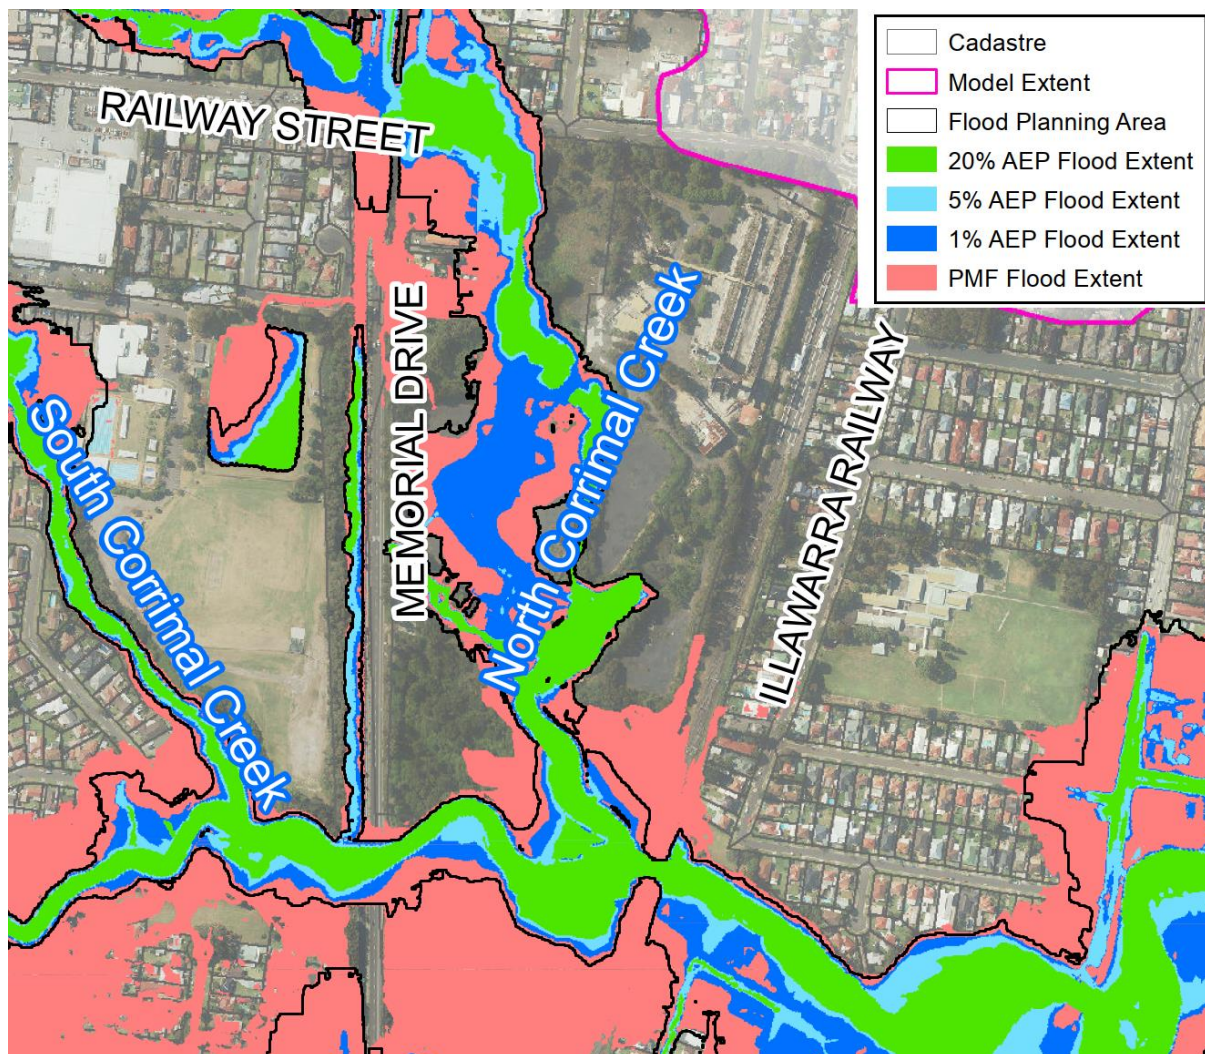 Cadastre
Model Extent
Flood Planning Area
20% AEP Flood Extent
5% AEP Flood Extent
1% AEP Flood Extent
PMF Flood Extent
RAILWAY STREET
MEMORIAL DRIVE
North Corrimal Creek
ILLAWARRA RAILWAY
South Corrimal Creek